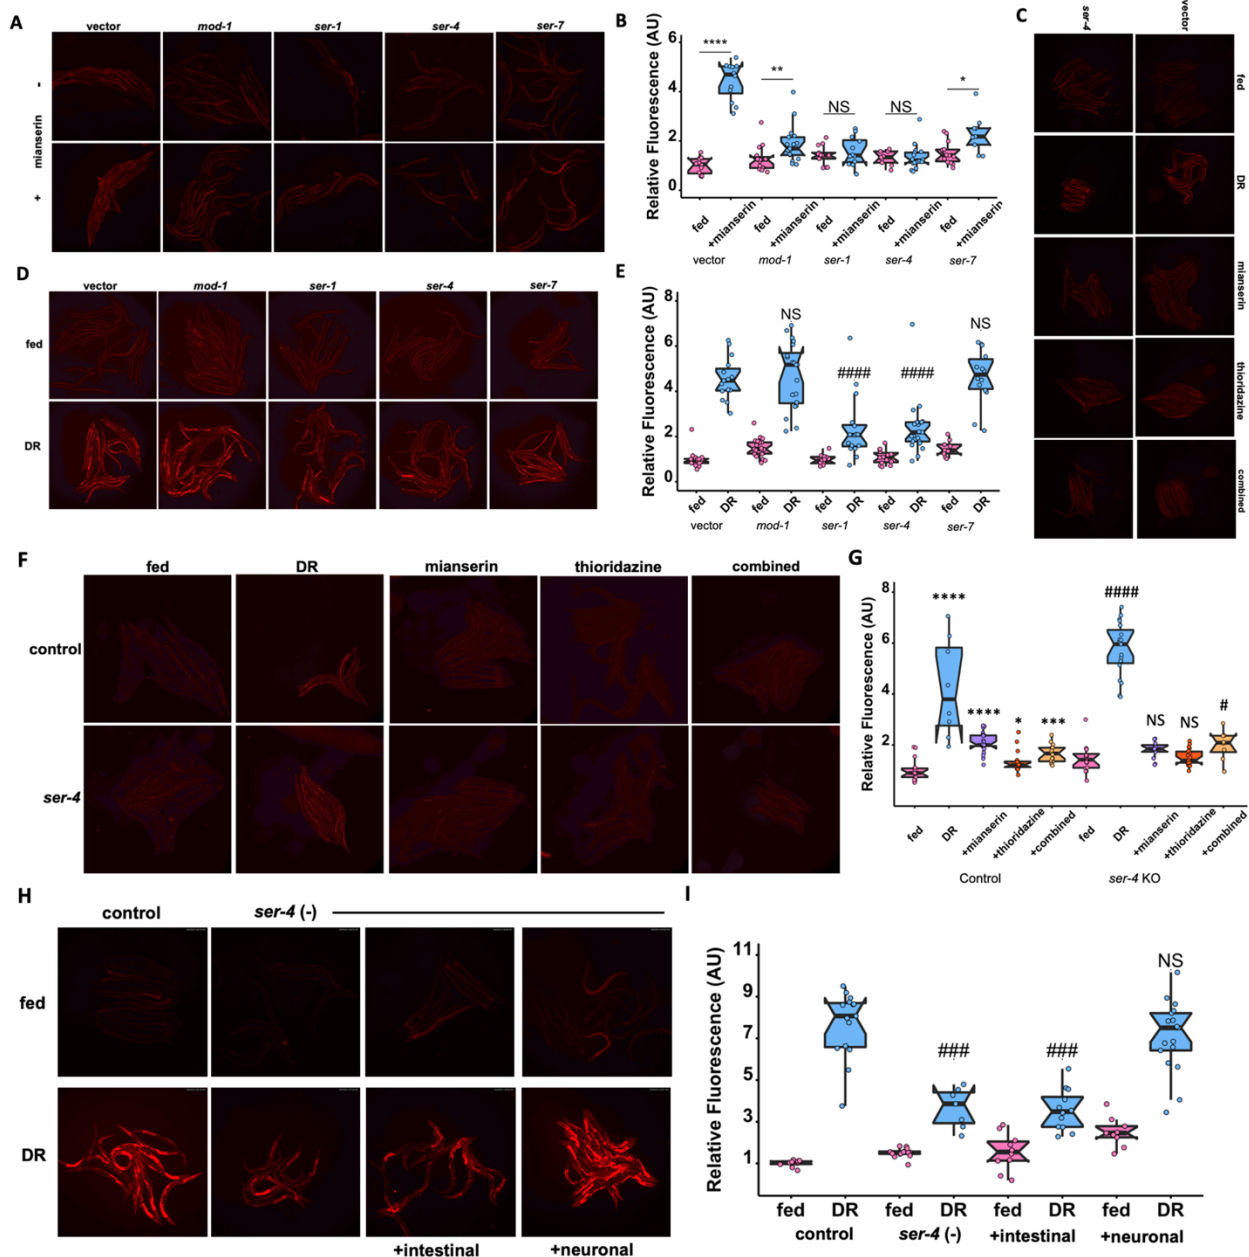 A
vector mod-1 ser-1 ser-4 ser-7
-
mianserin
+
B
Relative Fluorescence (AU)
6
4
2
0
**** ** NS NS *
fed +mianserin fed +mianserin fed +mianserin fed +mianserin fed +mianserin
vector mod-1 ser-1 ser-4 ser-7
C
ser-4 vector
fed
DR
mianserin
thioridazine
combined
D
vector mod-1 ser-1 ser-4 ser-7
fed
DR
E
Relative Fluorescence (AU)
8
6
4
2
0
NS #### #### NS
fed DR fed DR fed DR fed DR fed DR
vector mod-1 ser-1 ser-4 ser-7
F
fed DR mianserin thioridazine combined
control
ser-4
G
Relative Fluorescence (AU)
8
6
4
2
**** **** * *** #### NS NS #
fed DR +mianserin +thioridazine +combined fed DR +mianserin +thioridazine +combined
Control ser-4 KO
H
control ser-4 (-)
fed
DR
+intestinal +neuronal
I
Relative Fluorescence (AU)
11
9
7
5
3
1
### ### NS
fed DR fed DR fed DR fed DR
control ser-4 (-) +intestinal +neuronal